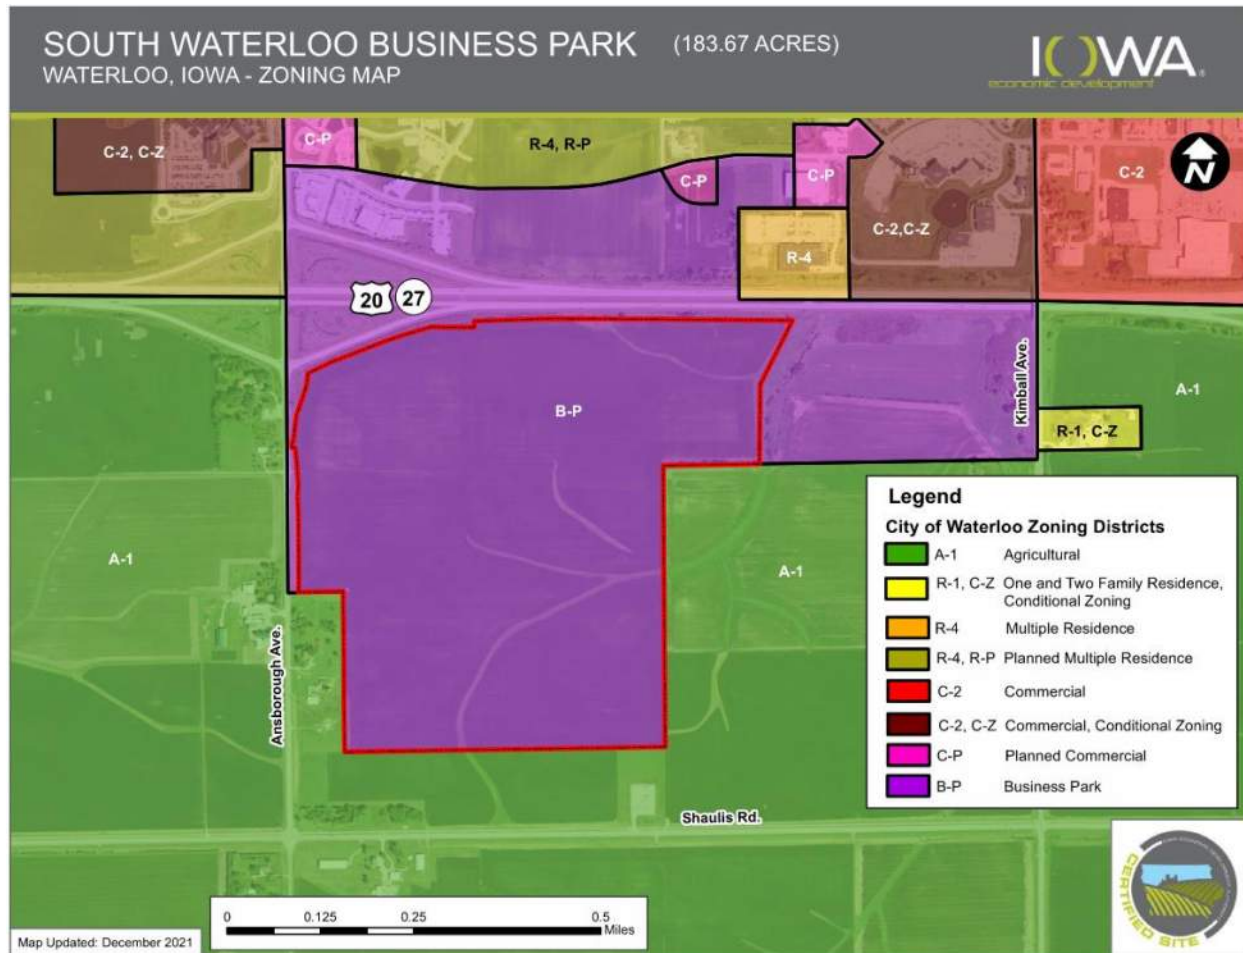 SOUTH WATERLOO BUSINESS PARK (183.67 ACRES)
WATERLOO, IOWA - ZONING MAP
IOWA
economic development
C-2, C-Z
C-P
R-4, R-P
C-P
C-P
C-2,C-Z
C-2
N
R-4
20
27
B-P
Kimball Ave.
A-1
R-1, C-Z
A-1
A-1
Ansborough Ave.
Shaulis Rd.
Legend
City of Waterloo Zoning Districts
A-1 Agricultural
R-1, C-Z One and Two Family Residence,
Conditional Zoning
R-4 Multiple Residence
R-4, R-P Planned Multiple Residence
C-2 Commercial
C-2, C-Z Commercial, Conditional Zoning
C-P Planned Commercial
B-P Business Park
0 0.125 0.25 0.5
Miles
Map Updated: December 2021
CERTIFIED SITE